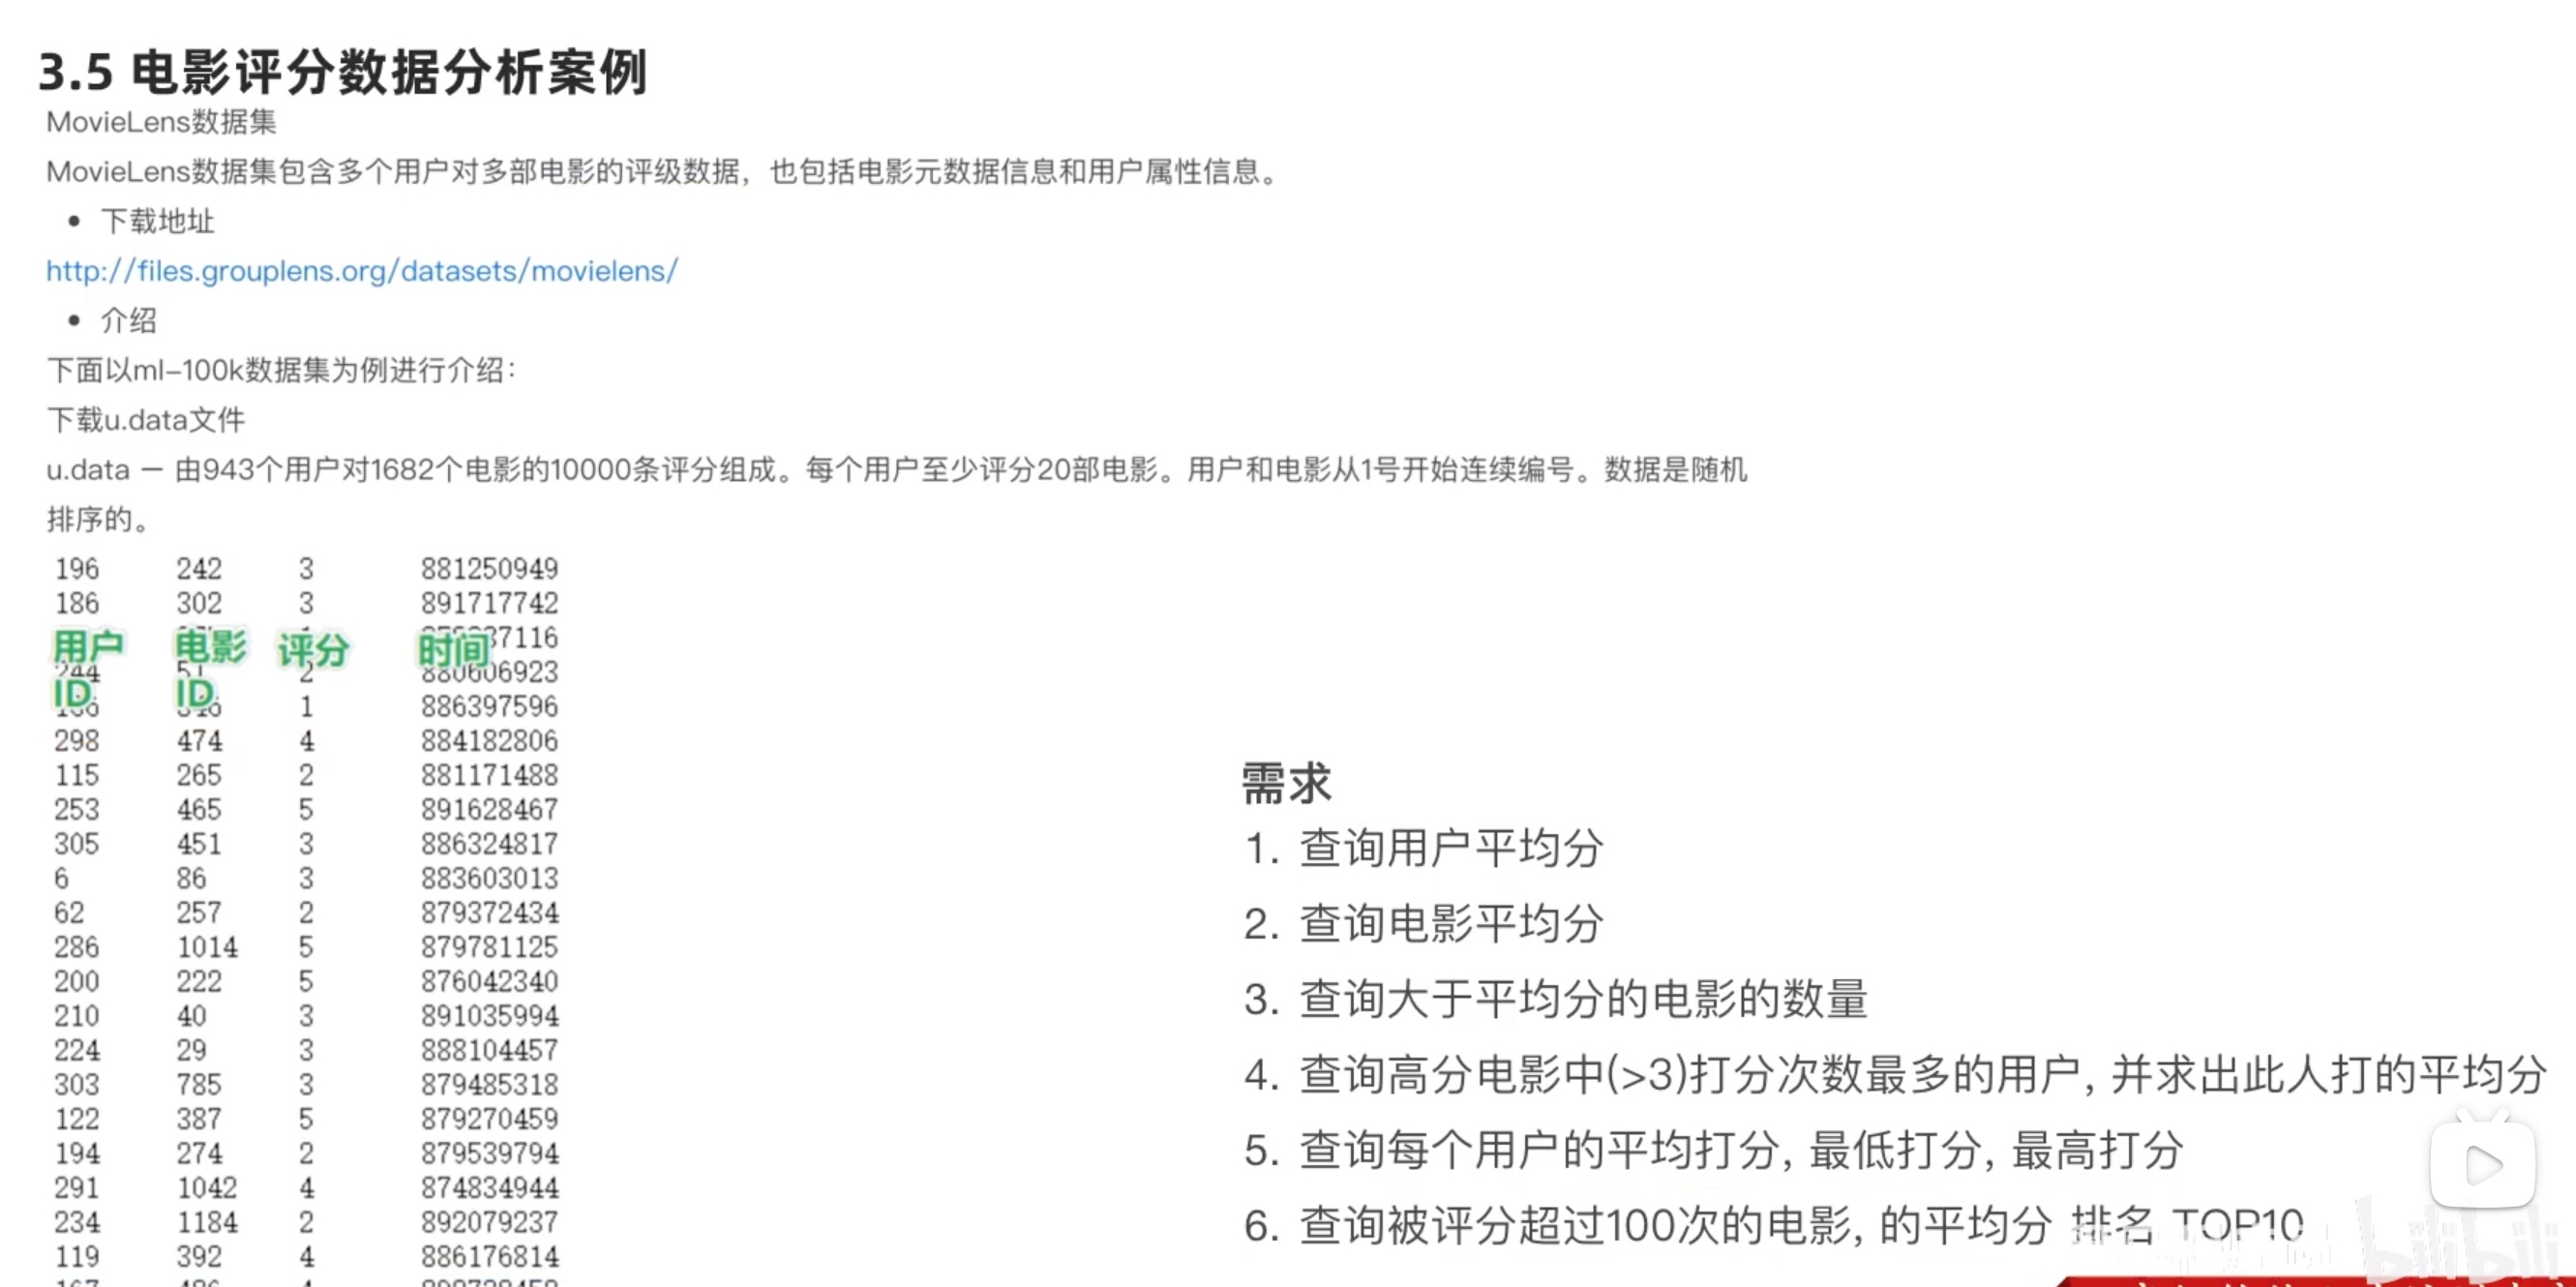 3.5 电影评分数据分析案例
MovieLens数据集
MovieLens数据集包含多个用户对多部电影的评级数据，也包括电影元数据信息和用户属性信息。
• 下载地址
http://files.grouplens.org/datasets/movielens/
• 介绍
下面以ml-100k数据集为例进行介绍：
下载u.data文件
u.data — 由943个用户对1682个电影的10000条评分组成。每个用户至少评分20部电影。用户和电影从1号开始连续编号。数据是随机
排序的。
196 242 3 881250949
186 302 3 891717742
用户ID 电影ID 评分 时间
7116
244 51 2 880606923
1 886397596
298 474 4 884182806
115 265 2 881171488
253 465 5 891628467
305 451 3 886324817
6 86 3 883603013
62 257 2 879372434
286 1014 5 879781125
200 222 5 876042340
210 40 3 891035994
224 29 3 888104457
303 785 3 879485318
122 387 5 879270459
194 274 2 879539794
291 1042 4 874834944
234 1184 2 892079237
119 392 4 886176814
需求
1. 查询用户平均分
2. 查询电影平均分
3. 查询大于平均分的电影的数量
4. 查询高分电影中(>3)打分次数最多的用户, 并求出此人打的平均分
5. 查询每个用户的平均打分, 最低打分, 最高打分
6. 查询被评分超过100次的电影, 的平均分 排名 TOP10
bilibili